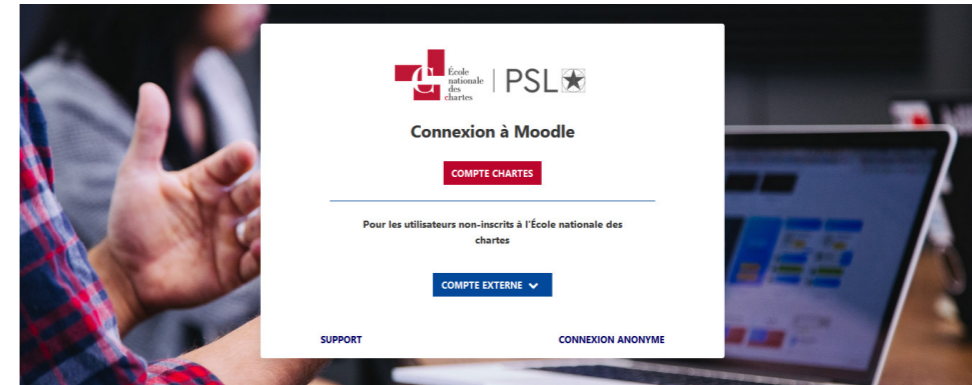 École
nationale
des
chartes
PSL
Connexion à Moodle
COMPTE CHARTES
Pour les utilisateurs non-inscrits à l'École nationale des
chartes
COMPTE EXTERNE
SUPPORT
CONNEXION ANONYME